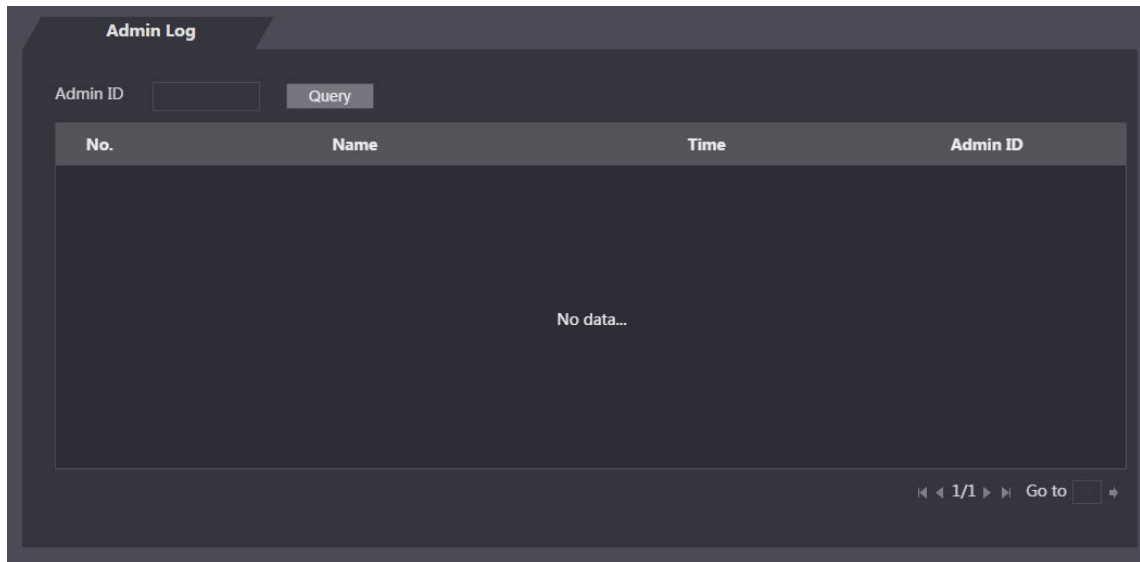 Admin Log
Admin ID Query
No. Name Time Admin ID
No data...
1/1 Go to